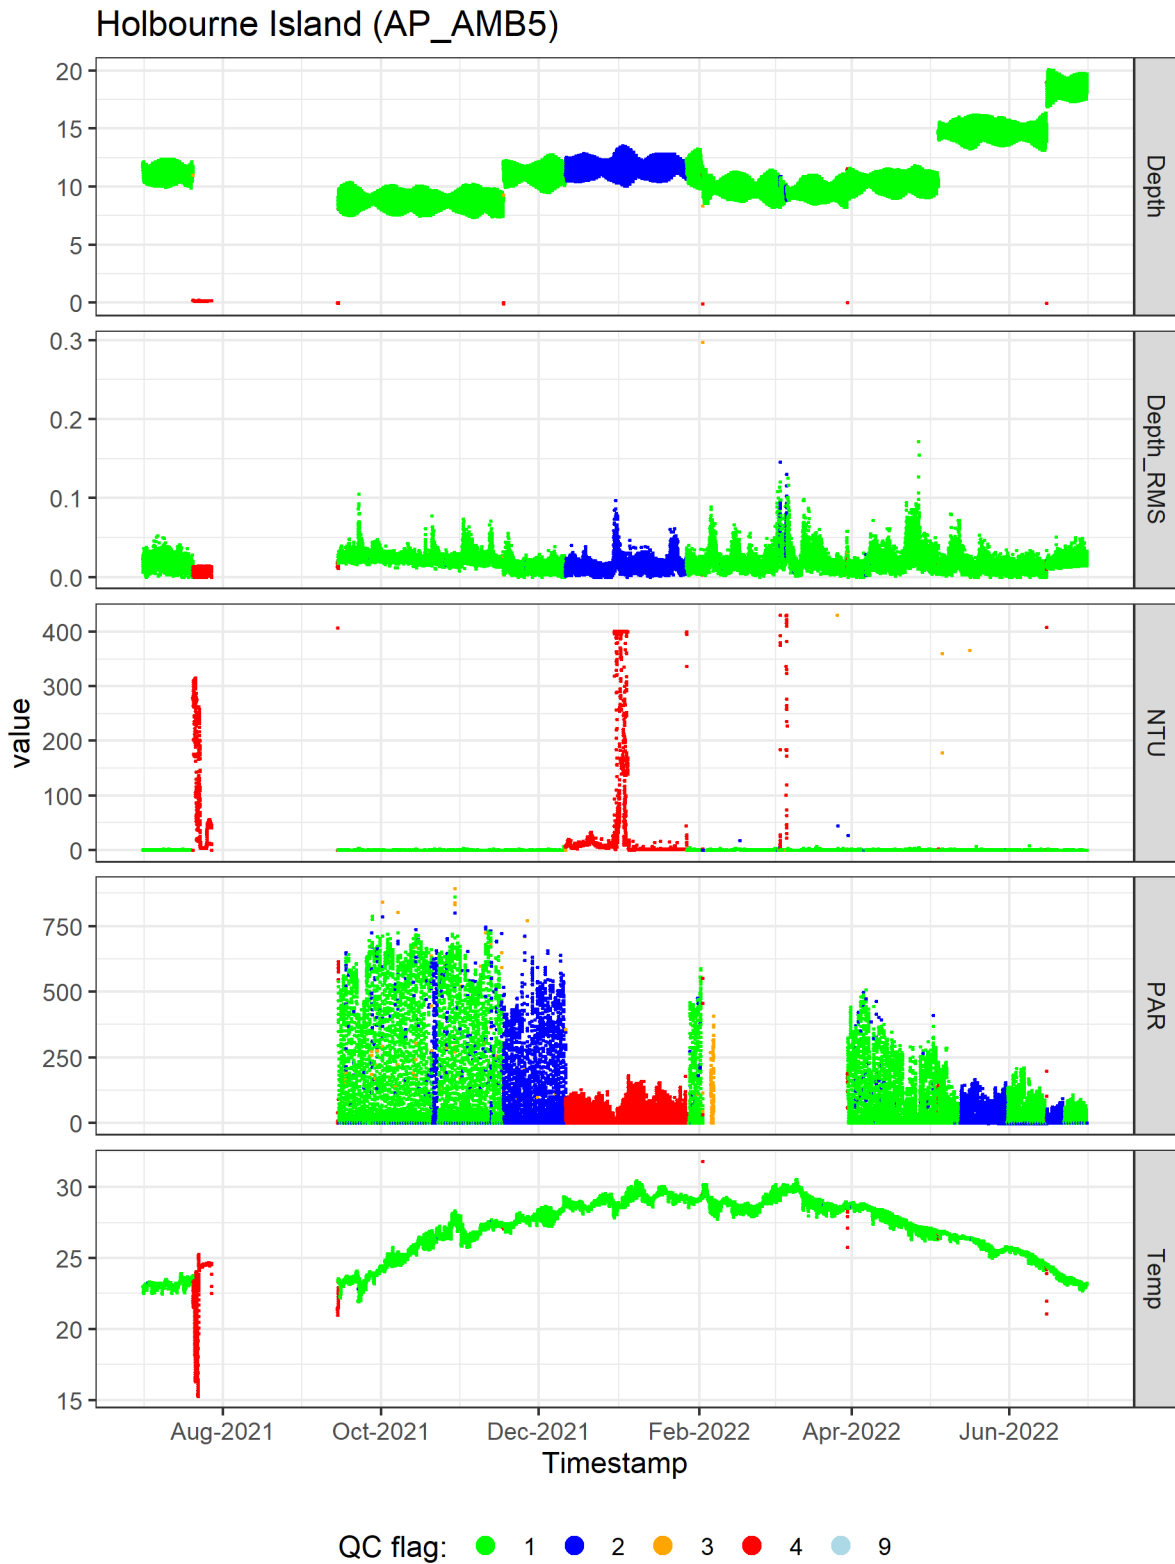 Holbourne Island (AP_AMB5)
20
15
10
5
0
Depth
0.3
0.2
0.1
0.0
Depth_RMS
400
300
200
100
0
NTU
value
750
500
250
0
PAR
30
25
20
15
Temp
Aug-2021 Oct-2021 Dec-2021 Feb-2022 Apr-2022 Jun-2022
Timestamp
QC flag: 1 2 3 4 9